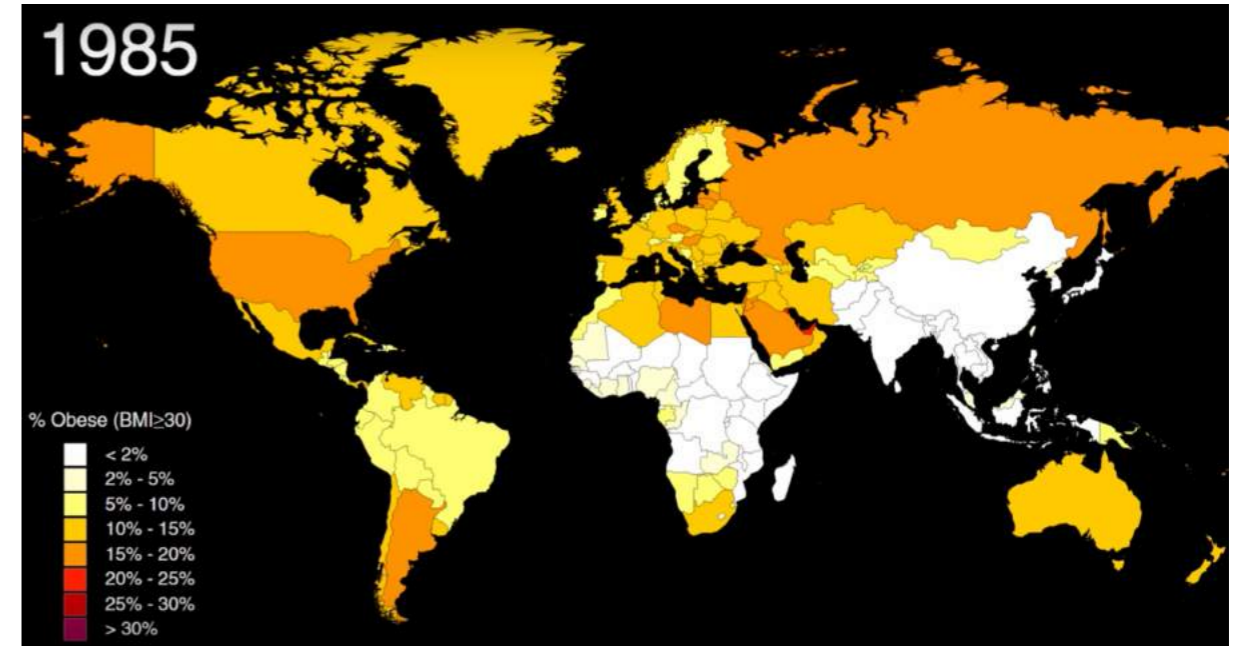 1985
% Obese (BMI≥30)
< 2%
2% - 5%
5% - 10%
10% - 15%
15% - 20%
20% - 25%
25% - 30%
> 30%